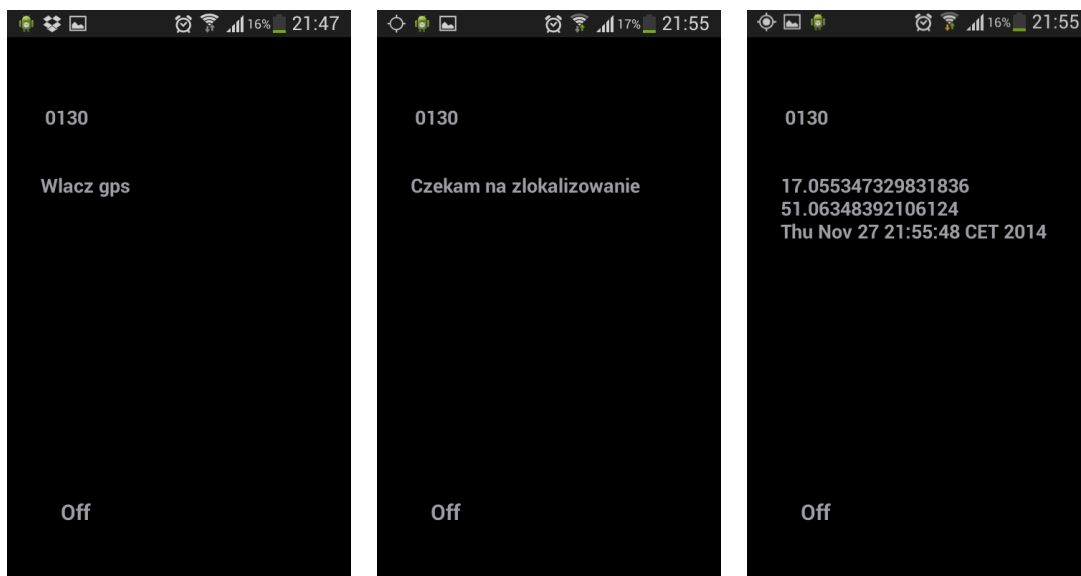 16% 21:47
0130
Wlacz gps
Off
17% 21:55
0130
Czekam na zlokalizowanie
Off
16% 21:55
0130
17.055347329831836
51.06348392106124
Thu Nov 27 21:55:48 CET 2014
Off